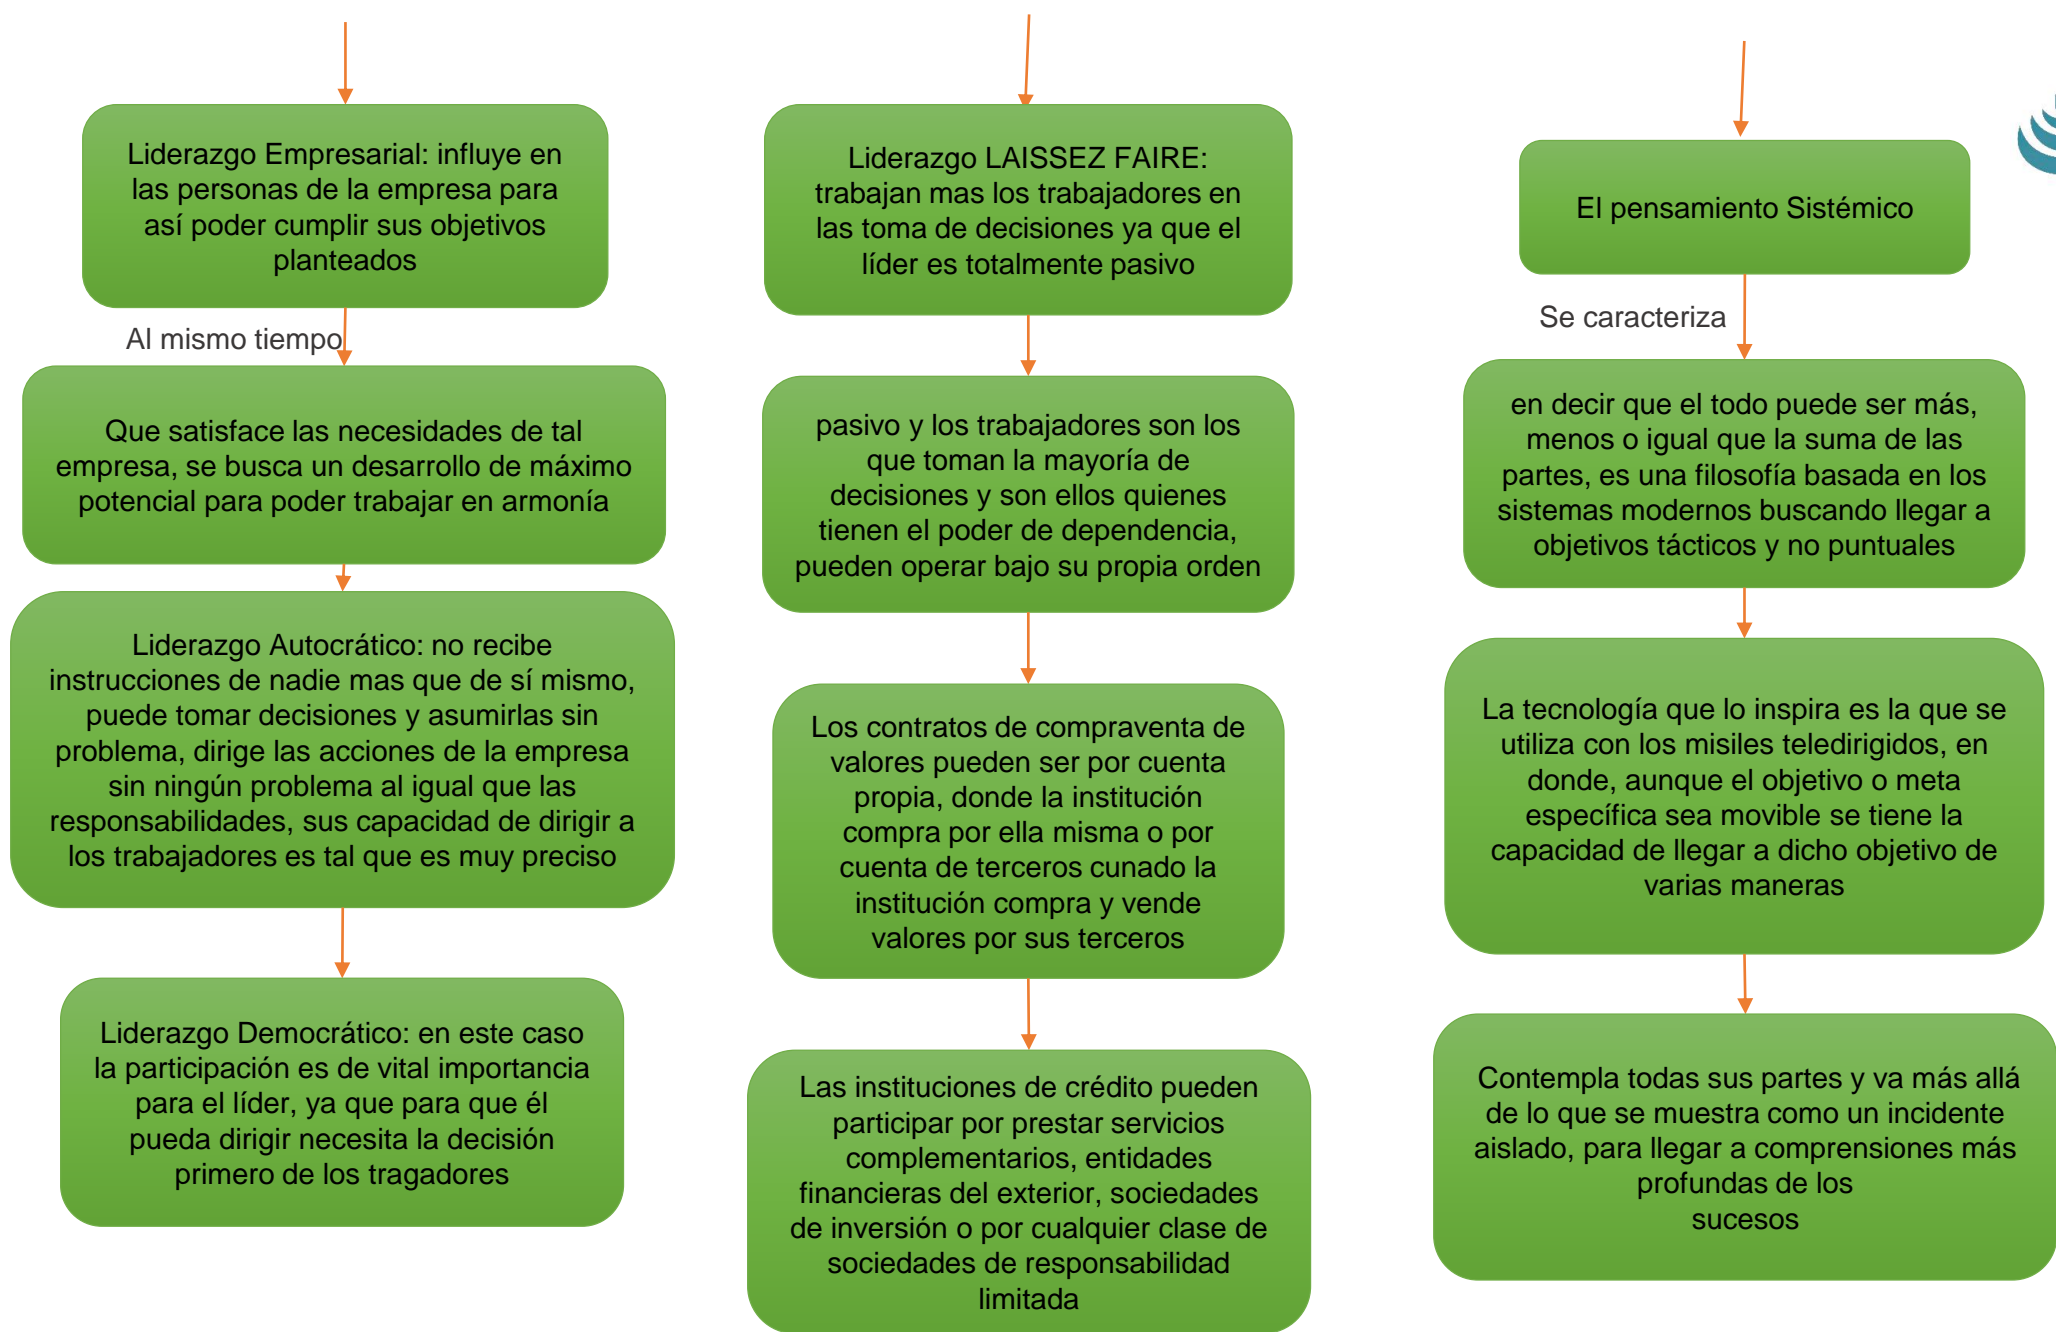 Liderazgo Empresarial: influye en
las personas de la empresa para
así poder cumplir sus objetivos
planteados
Al mismo tiempo
Que satisface las necesidades de tal
empresa, se busca un desarrollo de máximo
potencial para poder trabajar en armonía
Liderazgo Autocrático: no recibe
instrucciones de nadie mas que de sí mismo,
puede tomar decisiones y asumirlas sin
problema, dirige las acciones de la empresa
sin ningún problema al igual que las
responsabilidades, sus capacidad de dirigir a
los trabajadores es tal que es muy preciso
Liderazgo Democrático: en este caso
la participación es de vital importancia
para el líder, ya que para que él
pueda dirigir necesita la decisión
primero de los tragadores
Liderazgo LAISSEZ FAIRE:
trabajan mas los trabajadores en
las toma de decisiones ya que el
líder es totalmente pasivo
pasivo y los trabajadores son los
que toman la mayoría de
decisiones y son ellos quienes
tienen el poder de dependencia,
pueden operar bajo su propia orden
Los contratos de compraventa de
valores pueden ser por cuenta
propia, donde la institución
compra por ella misma o por
cuenta de terceros cunado la
institución compra y vende
valores por sus terceros
Las instituciones de crédito pueden
participar por prestar servicios
complementarios, entidades
financieras del exterior, sociedades
de inversión o por cualquier clase de
sociedades de responsabilidad
limitada
El pensamiento Sistémico
Se caracteriza
en decir que el todo puede ser más,
menos o igual que la suma de las
partes, es una filosofía basada en los
sistemas modernos buscando llegar a
objetivos tácticos y no puntuales
La tecnología que lo inspira es la que se
utiliza con los misiles teledirigidos, en
donde, aunque el objetivo o meta
específica sea movible se tiene la
capacidad de llegar a dicho objetivo de
varias maneras
Contempla todas sus partes y va más allá
de lo que se muestra como un incidente
aislado, para llegar a comprensiones más
profundas de los
sucesos